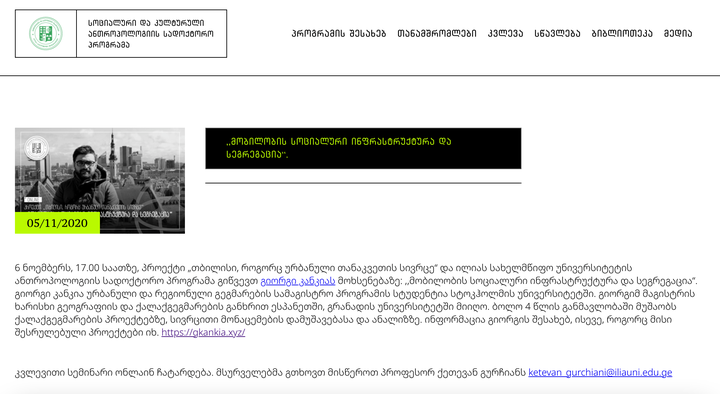 სოციალური და კულტურული
ანთროპოლოგიის სადოქტორო
პროგრამა
პროგრამის შესახებ თანამშრომლები კვლევა სწავლება ბიბლიოთეკა მედია
„მობილობის სოციალური ინფრასტრუქტურა და
სეგრეგაცია“.
05/11/2020
6 ნოემბერს, 17.00 საათზე, პროექტი „თბილისი, როგორც ურბანული თანაკვეთის სივრცე“ და ილიას სახელმწიფო უნივერსიტეტის
ანთროპოლოგიის სადოქტორო პროგრამა გიწვევთ გიორგი კანკიას მოხსენებაზე: „მობილობის სოციალური ინფრასტრუქტურა და სეგრეგაცია“.
გიორგი კანკია ურბანული და რეგიონული გეგმარების სამაგისტრო პროგრამის სტუდენტია სტოკჰოლმის უნივერსიტეტში. გიორგიმ მაგისტრის
ხარისხი გეოგრაფიის და ქალაქგეგმარების განხრით ესპანეთში, გრანადის უნივერსიტეტში მიიღო. ბოლო 4 წლის განმავლობაში მუშაობს
ქალაქგეგმარების პროექტებზე, სივრცითი მონაცემების დამუშავებასა და ანალიზზე. ინფორმაცია გიორგის შესახებ, ისევე, როგორც მისი
შესრულებული პროექტები იხ. https://gkankia.xyz/
კვლევითი სემინარი ონლაინ ჩატარდება. მსურველებმა გთხოვთ მისწეროთ პროფესორ ქეთევან გურჩიანს ketevan_gurchiani@iliauni.edu.ge